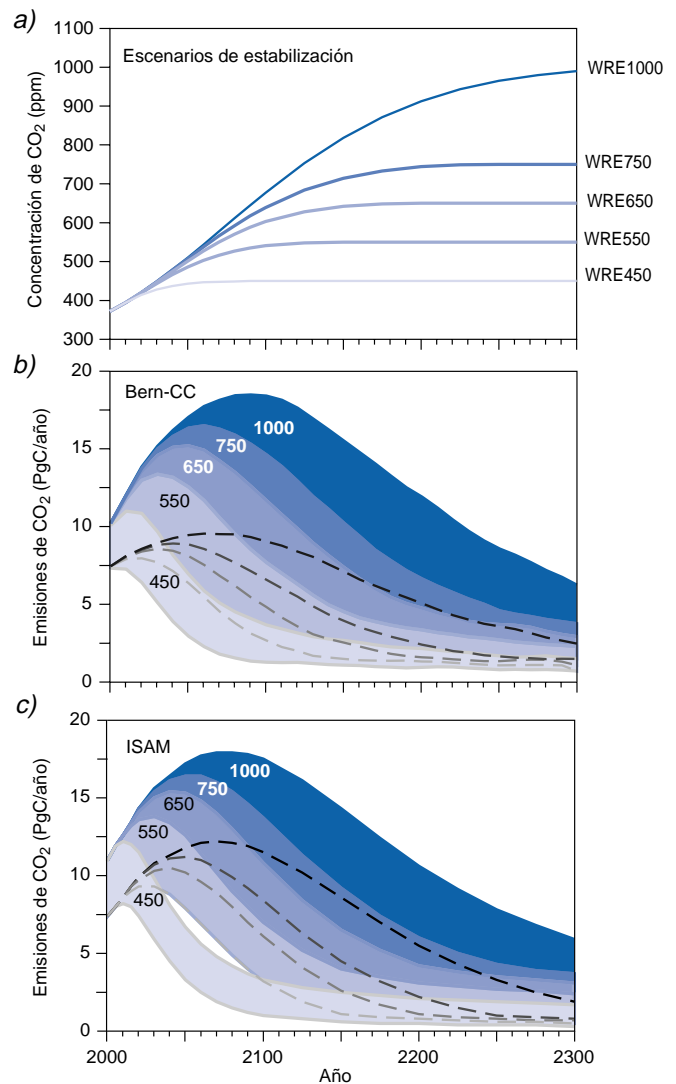 a)
Escenarios de estabilización
Concentración de CO₂ (ppm)
1100
1000
900
800
700
600
500
400
300
WRE1000
WRE750
WRE650
WRE550
WRE450
b)
Bern-CC
Emisiones de CO₂ (PgC/año)
20
15
10
5
0
1000
750
650
550
450
c)
ISAM
Emisiones de CO₂ (PgC/año)
20
15
10
5
0
1000
750
650
550
450
2000 2100 2200 2300
Año